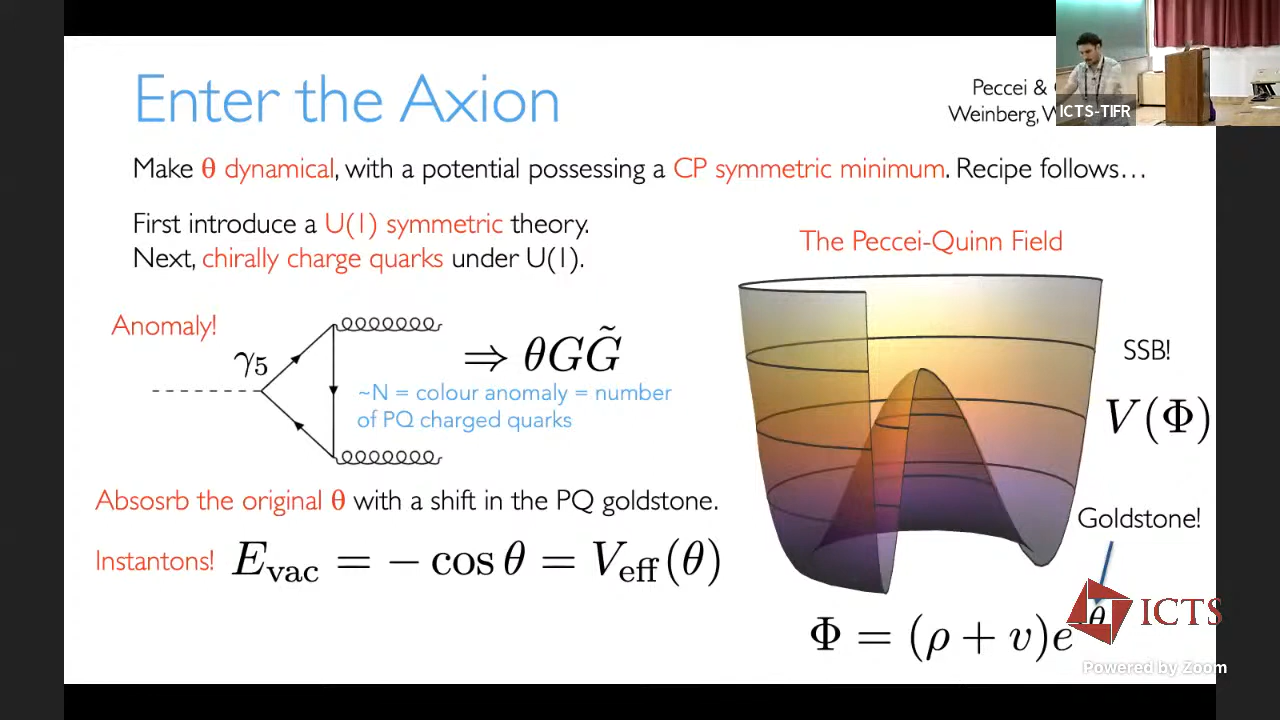 Enter the Axion
Peccei &
Weinberg, W
ICTS-TIFR
Make θ dynamical, with a potential possessing a CP symmetric minimum. Recipe follows…
First introduce a U(1) symmetric theory.
Next, chirally charge quarks under U(1).
The Peccei-Quinn Field
Anomaly!
γ₅
⇒ θGG̃
~N = colour anomaly = number
of PQ charged quarks
SSB!
V(Φ)
Absosrb the original θ with a shift in the PQ goldstone.
Goldstone!
Instantons! E_vac = − cos θ = V_eff(θ)
Φ = (ρ + v)e^θ
ICTS
Powered by Zoom